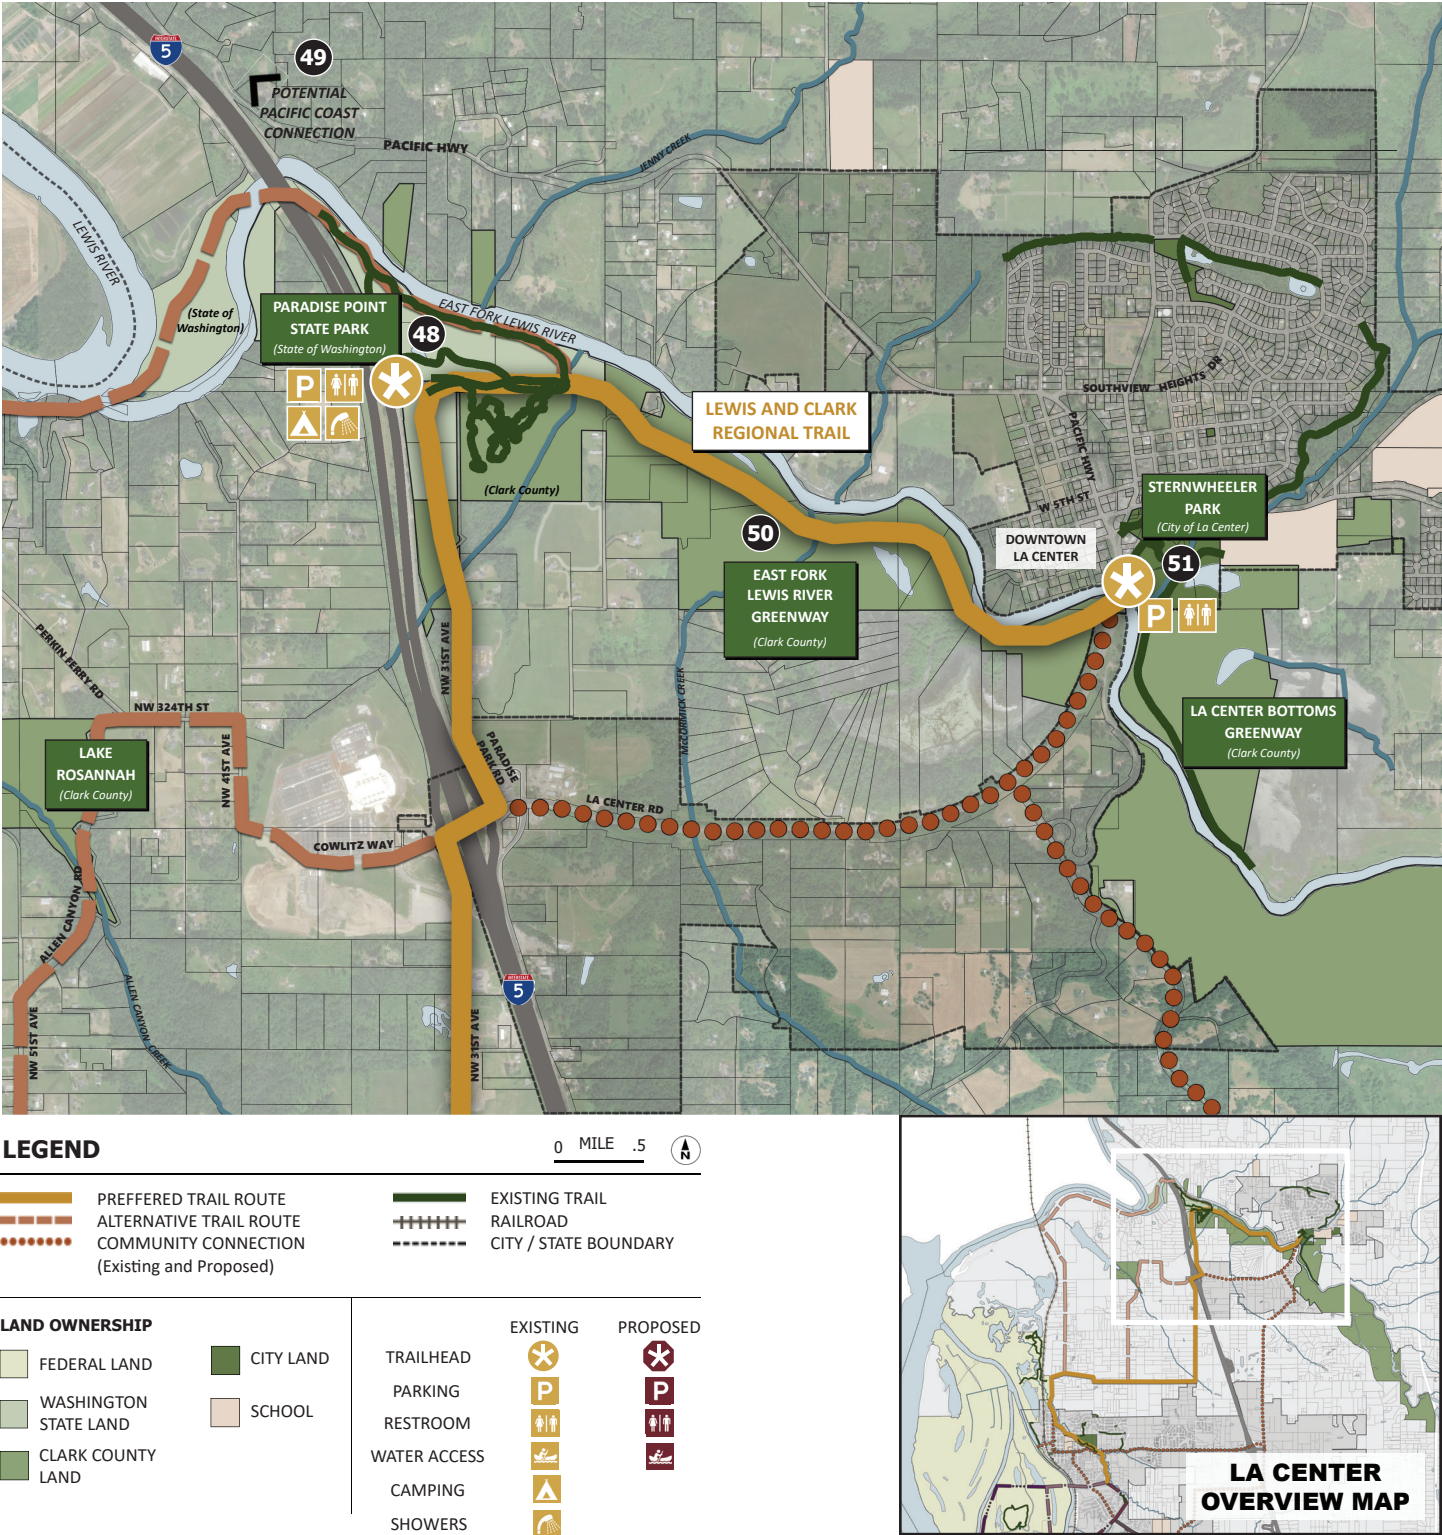 INTERSTATE
5
49
POTENTIAL
PACIFIC COAST
CONNECTION
PACIFIC HWY
JENNY CREEK
LEWIS RIVER
(State of
Washington)
PARADISE POINT
STATE PARK
(State of Washington)
48
EAST FORK LEWIS RIVER
P
(Clark County)
LEWIS AND CLARK
REGIONAL TRAIL
SOUTHVIEW HEIGHTS DR
PACIFIC HWY
W 5TH ST
STERNWHEELER
PARK
(City of La Center)
DOWNTOWN
LA CENTER
50
51
P
EAST FORK
LEWIS RIVER
GREENWAY
(Clark County)
PERKIN FERRY RD
NW 31ST AVE
McCORMICK CREEK
NW 324TH ST
LAKE
ROSANNAH
(Clark County)
NW 41ST AVE
PARADISE
PARK RD
LA CENTER RD
LA CENTER BOTTOMS
GREENWAY
(Clark County)
COWLITZ WAY
ALLEN CANYON RD
ALLEN CANYON CREEK
INTERSTATE
5
NW 51ST AVE
NW 31ST AVE
LEGEND
0 MILE .5
N
PREFFERED TRAIL ROUTE
ALTERNATIVE TRAIL ROUTE
COMMUNITY CONNECTION
(Existing and Proposed)
EXISTING TRAIL
RAILROAD
CITY / STATE BOUNDARY
LAND OWNERSHIP
FEDERAL LAND
WASHINGTON
STATE LAND
CLARK COUNTY
LAND
CITY LAND
SCHOOL
EXISTING PROPOSED
TRAILHEAD
PARKING P P
RESTROOM
WATER ACCESS
CAMPING
SHOWERS
LA CENTER
OVERVIEW MAP